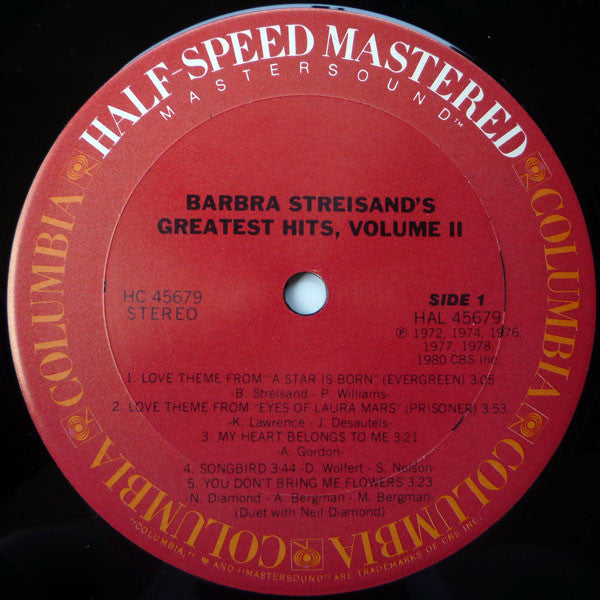 HALF-SPEED MASTERED
MASTERSOUND™
BARBRA STREISAND'S
GREATEST HITS, VOLUME II
HC 45679
STEREO
SIDE 1
HAL 45679
℗ 1972, 1974, 1976,
1977, 1978,
1980 CBS Inc.
1. LOVE THEME FROM "A STAR IS BORN" (EVERGREEN) 3:05
B. Streisand - P. Williams-
2. LOVE THEME FROM "EYES OF LAURA MARS" (PRISONER) 3:53
-K. Lawrence - J. Desautels-
3. MY HEART BELONGS TO ME 3:21
-A. Gordon-
4. SONGBIRD 3:44 -D. Wolfert - S. Nelson-
5. YOU DON'T BRING ME FLOWERS 3:23
N. Diamond - A. Bergman - M. Bergman-
(Duet with Neil Diamond)
COLUMBIA
COLUMBIA
COLUMBIA
COLUMBIA
COLUMBIA
"COLUMBIA," AND "MASTERSOUND" ARE TRADEMARKS OF CBS INC.